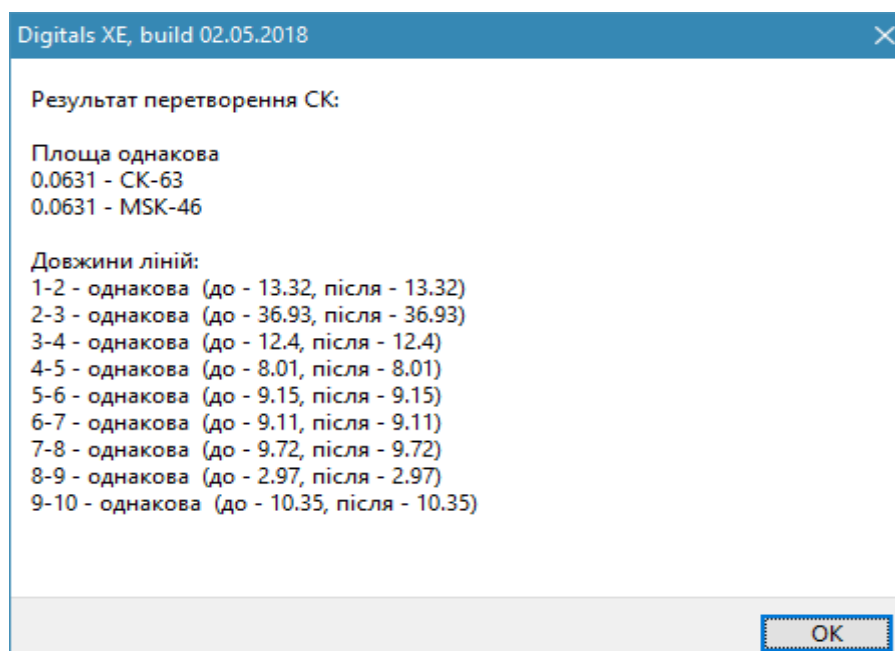 Digitals XE, build 02.05.2018
Результат перетворення СК:
Площа однакова
0.0631 - СК-63
0.0631 - MSK-46
Довжини ліній:
1-2 - однакова (до - 13.32, після - 13.32)
2-3 - однакова (до - 36.93, після - 36.93)
3-4 - однакова (до - 12.4, після - 12.4)
4-5 - однакова (до - 8.01, після - 8.01)
5-6 - однакова (до - 9.15, після - 9.15)
6-7 - однакова (до - 9.11, після - 9.11)
7-8 - однакова (до - 9.72, після - 9.72)
8-9 - однакова (до - 2.97, після - 2.97)
9-10 - однакова (до - 10.35, після - 10.35)
OK